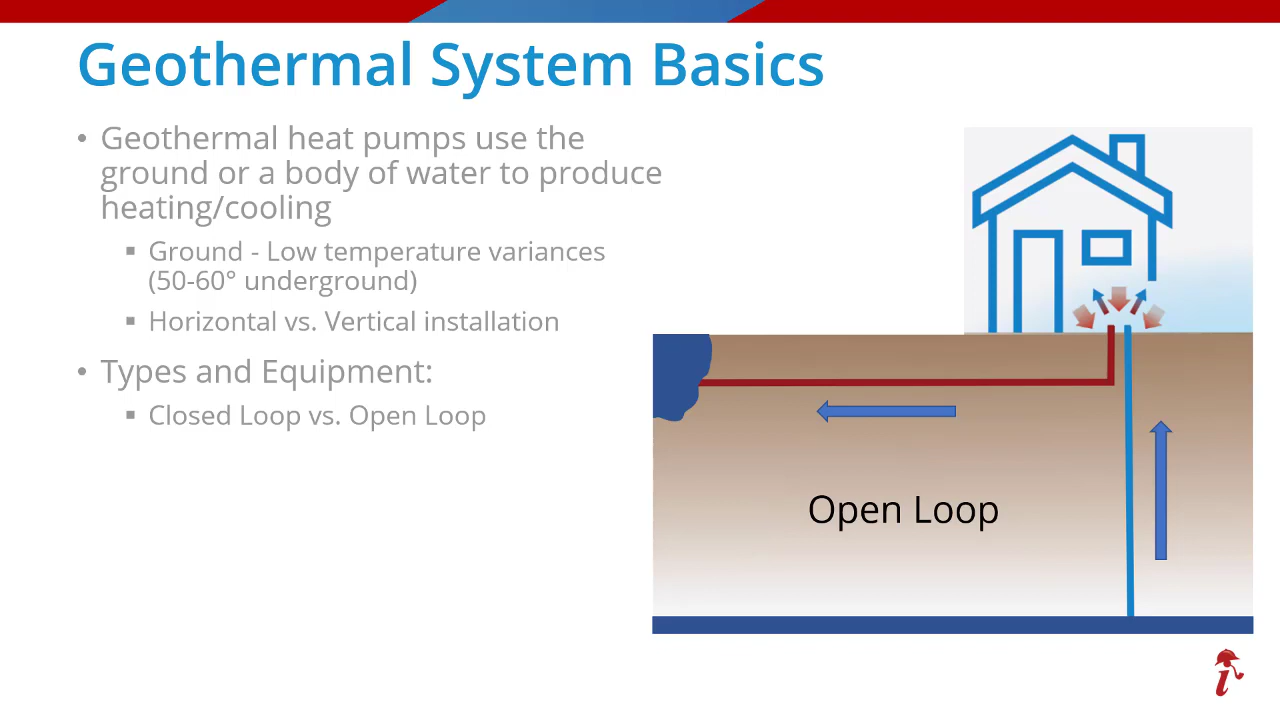 Geothermal System Basics
• Geothermal heat pumps use the
ground or a body of water to produce
heating/cooling
▪ Ground - Low temperature variances
(50-60° underground)
▪ Horizontal vs. Vertical installation
• Types and Equipment:
▪ Closed Loop vs. Open Loop
Open Loop
i